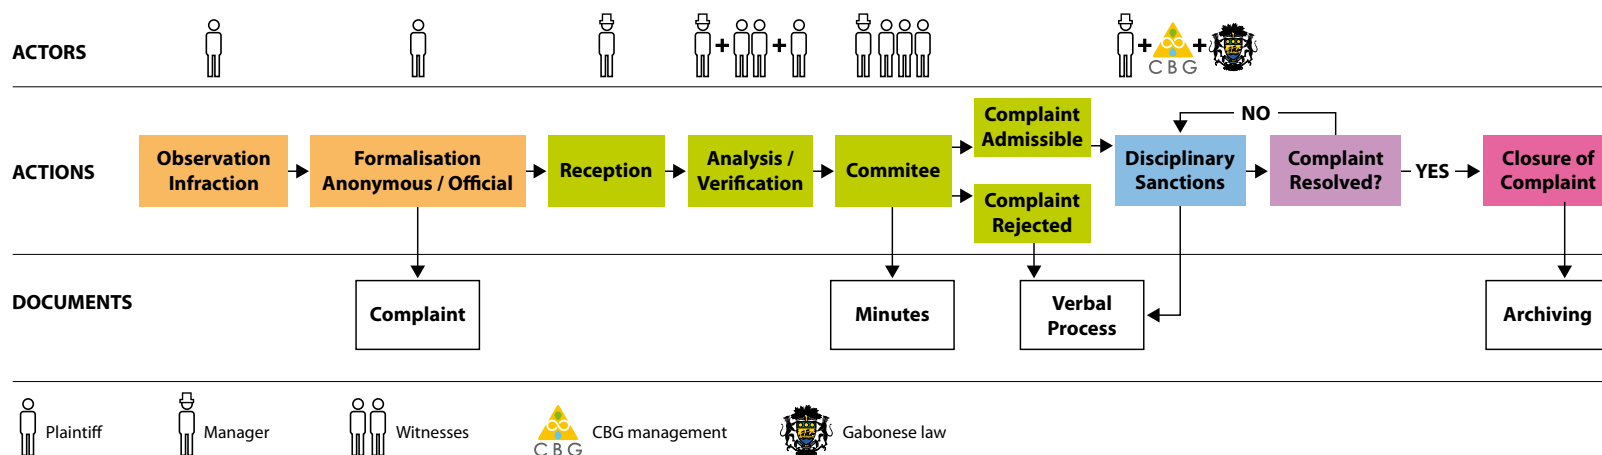 ACTORS
CBG
ACTIONS
Observation
Infraction
Formalisation
Anonymous / Official
Reception
Analysis /
Verification
Commitee
Complaint
Admissible
Complaint
Rejected
Disciplinary
Sanctions
NO
Complaint
Resolved?
YES
Closure of
Complaint
DOCUMENTS
Complaint
Minutes
Verbal
Process
Archiving
Plaintiff
Manager
Witnesses
CBG
CBG management
Gabonese law